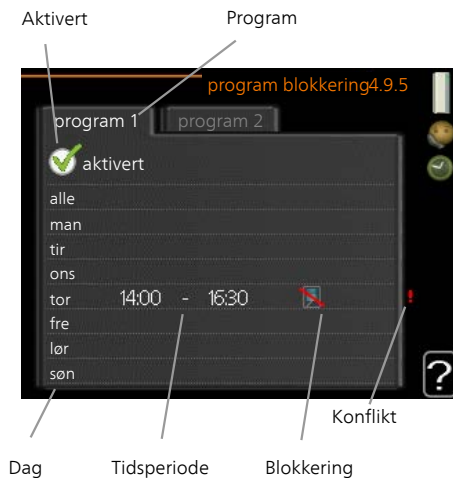 Aktivert Program
program blokkering4.9.5
program 1 program 2
aktivert
alle
man
tir
ons
tor 14:00 - 16:30 !
fre
lør
søn
?
Konflikt
Dag Tidsperiode Blokkering